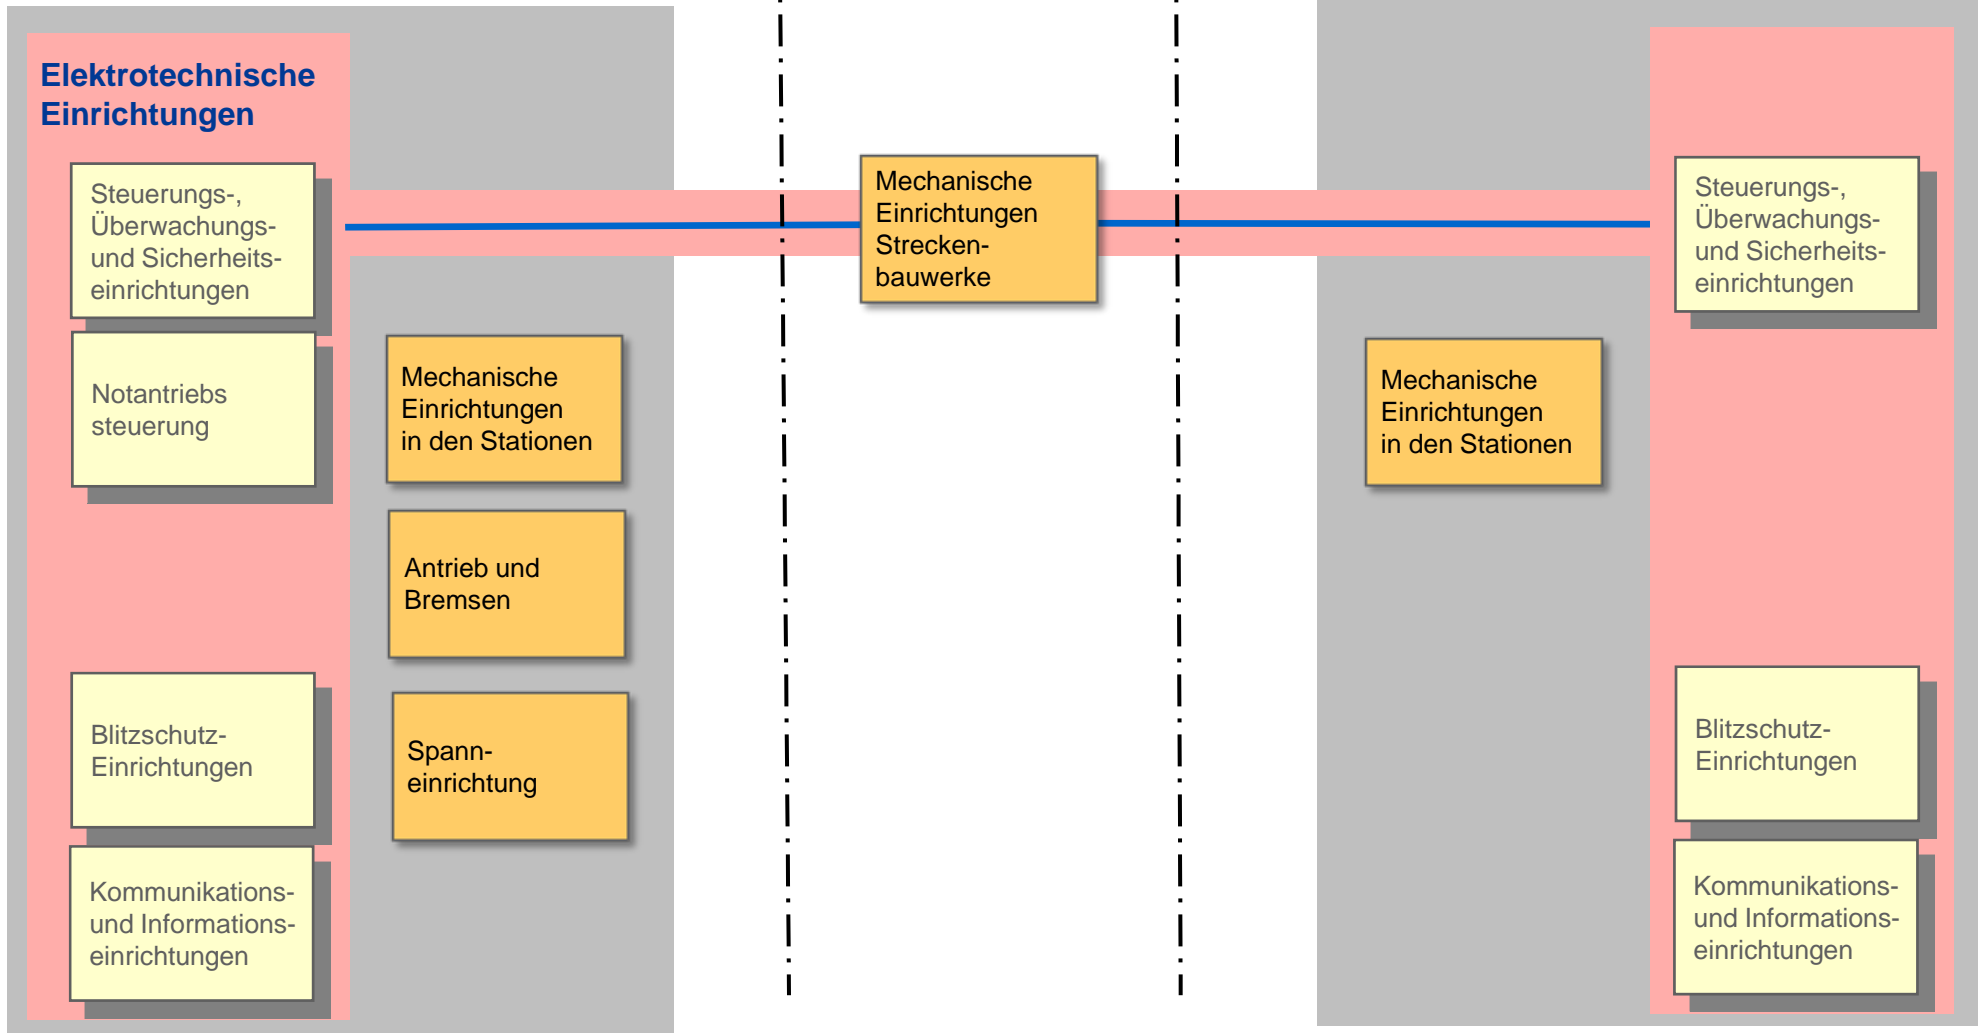 Elektrotechnische
Einrichtungen
Steuerungs-,
Überwachungs-
und Sicherheits-
einrichtungen
Notantriebs
steuerung
Blitzschutz-
Einrichtungen
Kommunikations-
und Informations-
einrichtungen
Mechanische
Einrichtungen
in den Stationen
Antrieb und
Bremsen
Spann-
einrichtung
Mechanische
Einrichtungen
Strecken-
bauwerke
Mechanische
Einrichtungen
in den Stationen
Steuerungs-,
Überwachungs-
und Sicherheits-
einrichtungen
Blitzschutz-
Einrichtungen
Kommunikations-
und Informations-
einrichtungen